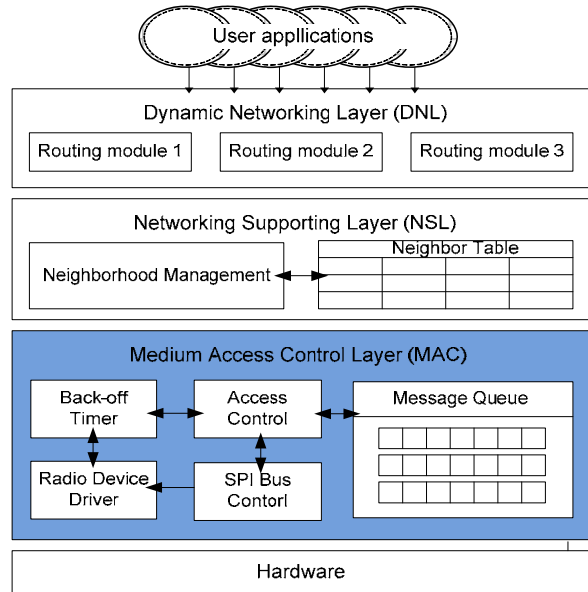 User appllications
Dynamic Networking Layer (DNL)
Routing module 1
Routing module 2
Routing module 3
Networking Supporting Layer (NSL)
Neighborhood Management
Neighbor Table
Medium Access Control Layer (MAC)
Back-off
Timer
Access
Control
Message Queue
Radio Device
Driver
SPI Bus
Contorl
Hardware